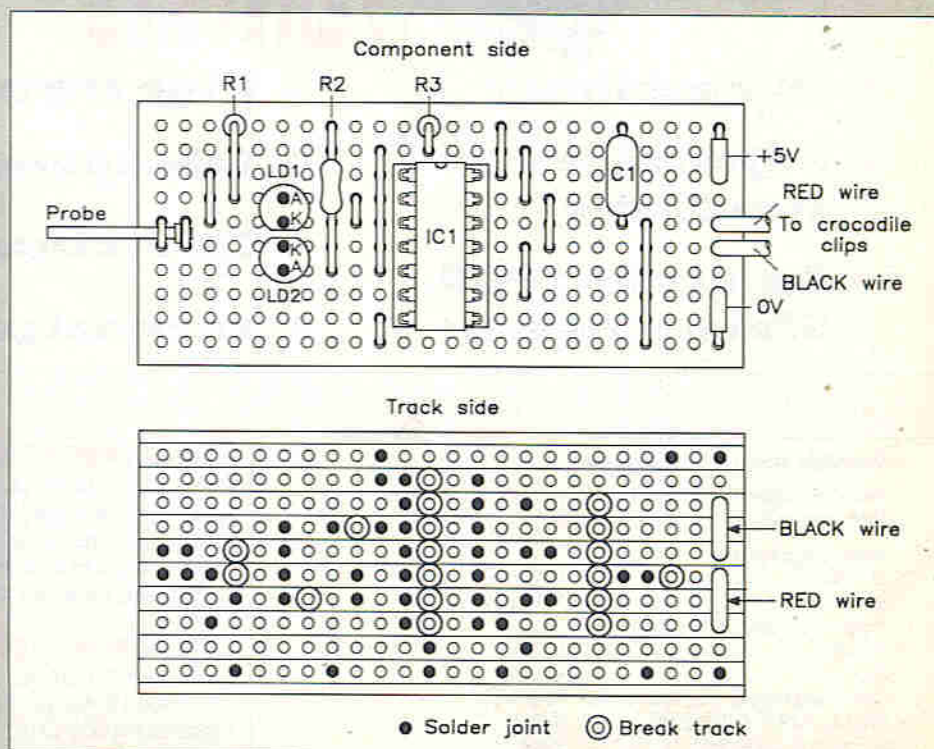 Component side
R1
R2
R3
LD1
A
K
K
A
LD2
Probe
IC1
C1
+5V
RED wire
To crocodile
clips
BLACK wire
0V
Track side
BLACK wire
RED wire
Solder joint
Break track